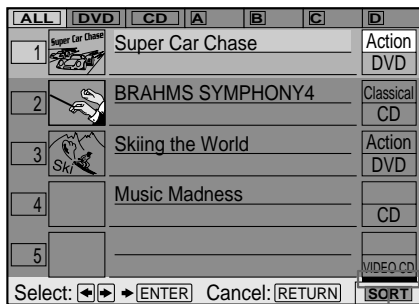 ALL DVD CD A B C D
1 Super Car Chase Super Car Chase Action
DVD
2 BRAHMS SYMPHONY4 Classical
CD
3 Ski Skiing the World Action
DVD
4 Music Madness
CD
5
VIDEO CD
Select: ENTER Cancel: RETURN SORT